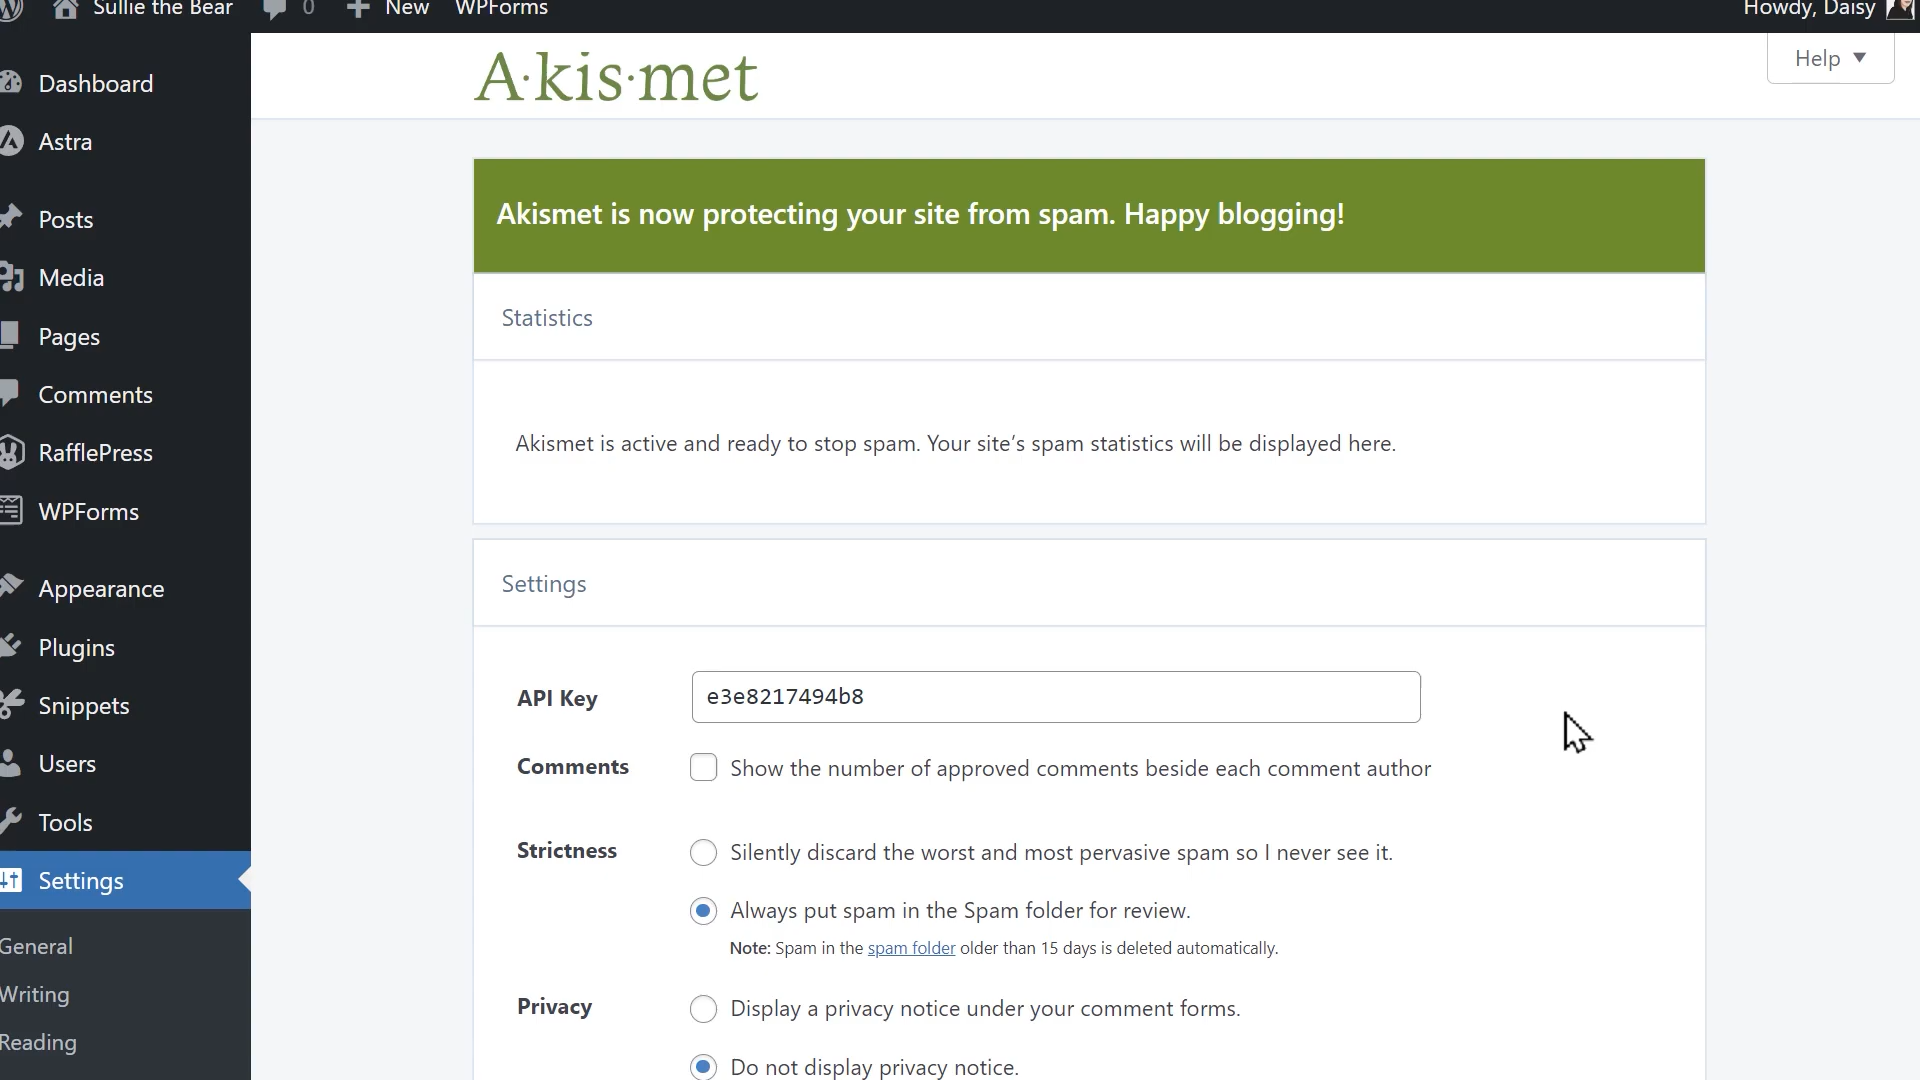 Sullie the Bear
0
New
WPForms
Howdy, Daisy
Dashboard
Astra
Posts
Media
Pages
Comments
RafflePress
WPForms
Appearance
Plugins
Snippets
Users
Tools
Settings
General
Writing
Reading
A·kis·met
Help
Akismet is now protecting your site from spam. Happy blogging!
Statistics
Akismet is active and ready to stop spam. Your site’s spam statistics will be displayed here.
Settings
API Key
e3e8217494b8
Comments
Show the number of approved comments beside each comment author
Strictness
Silently discard the worst and most pervasive spam so I never see it.
Always put spam in the Spam folder for review.
Note: Spam in the spam folder older than 15 days is deleted automatically.
Privacy
Display a privacy notice under your comment forms.
Do not display privacy notice.